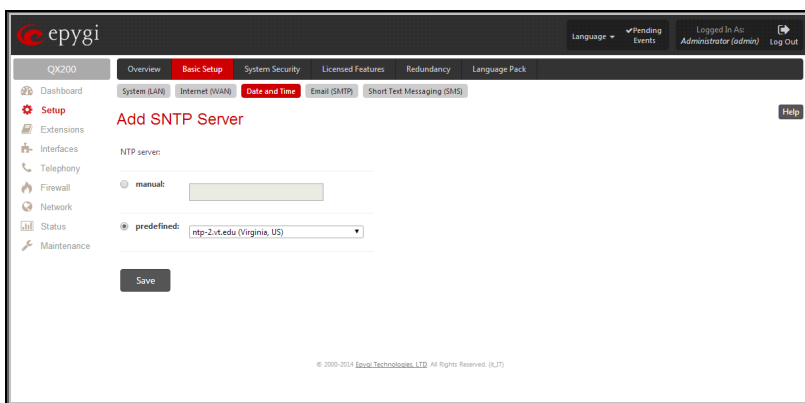 epygi
Language
✔Pending Events
Logged In As:
Administrator (admin)
Log Out
QX200
Overview
Basic Setup
System Security
Licensed Features
Redundancy
Language Pack
Dashboard
Setup
Extensions
Interfaces
Telephony
Firewall
Network
Status
Maintenance
System (LAN)
Internet (WAN)
Date and Time
Email (SMTP)
Short Text Messaging (SMS)
Add SNTP Server
Help
NTP server:
manual:
predefined:
ntp-2.vt.edu (Virginia, US)
Save
© 2000-2014 Epygi Technologies, LTD. All Rights Reserved. (it_IT)